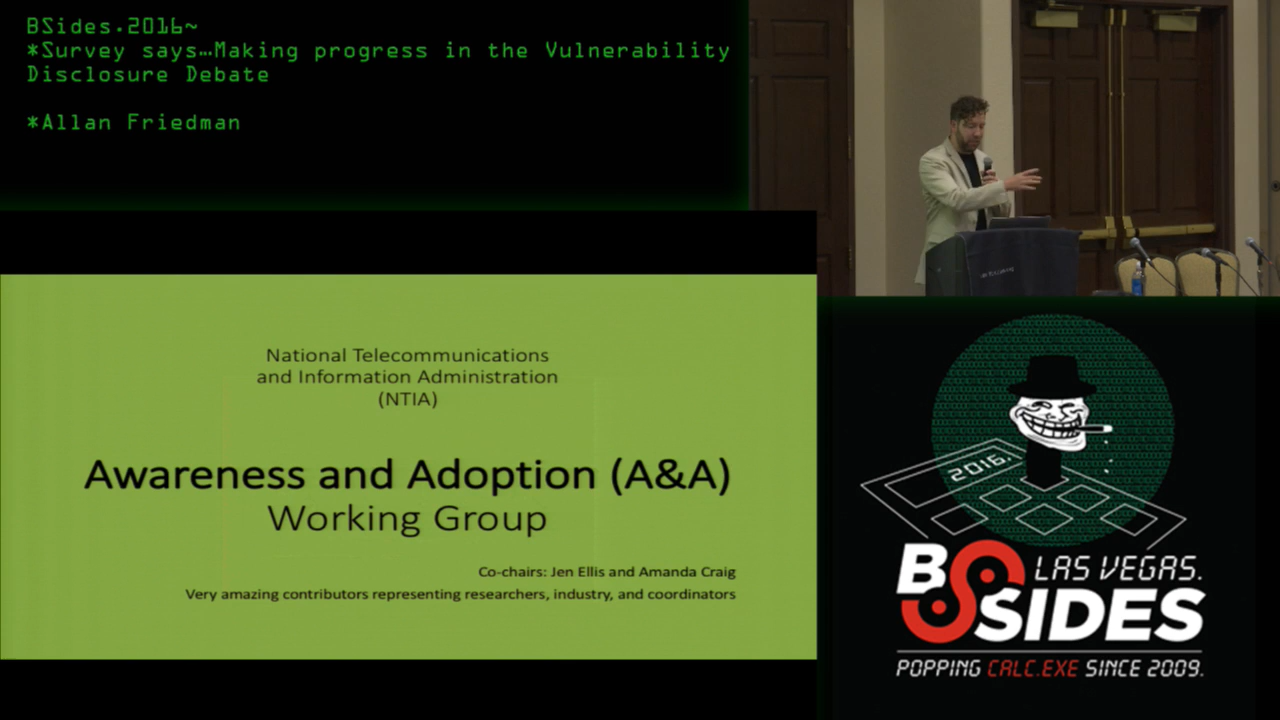 BSides.2016~
*Survey says…Making progress in the Vulnerability
Disclosure Debate
*Allan Friedman
National Telecommunications
and Information Administration
(NTIA)
Awareness and Adoption (A&A)
Working Group
Co-chairs: Jen Ellis and Amanda Craig
Very amazing contributors representing researchers, industry, and coordinators
2016.
BSIDES
LAS VEGAS.
POPPING CALC.EXE SINCE 2009.